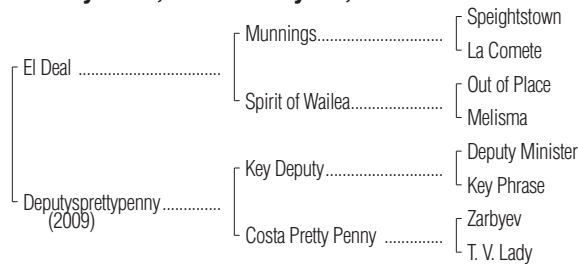 Speightstown
Munnings
La Comete
El Deal
Out of Place
Spirit of Wailea
Melisma
Deputy Minister
Key Deputy
Key Phrase
Deputysprettypenny
(2009)
Zarbyev
Costa Pretty Penny
T. V. Lady